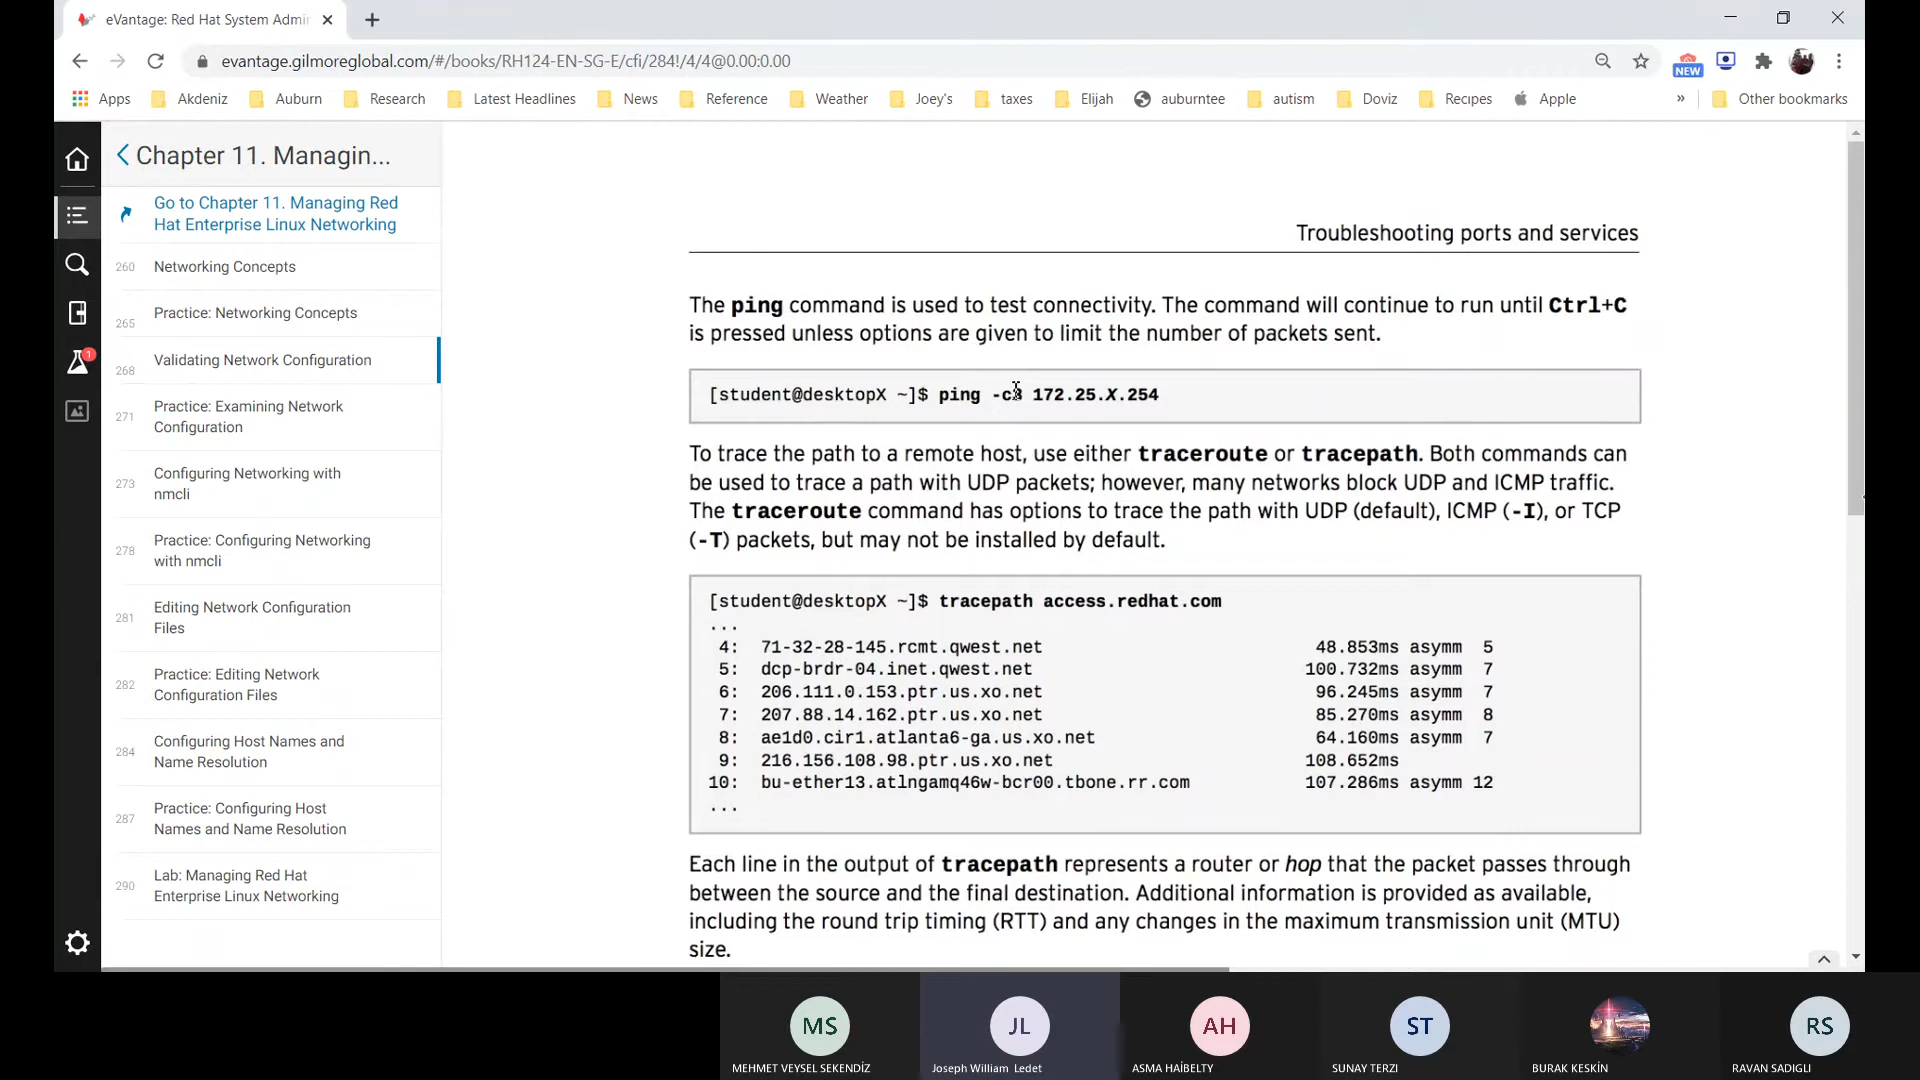 eVantage: Red Hat System Admi
evantage.gilmoreglobal.com/#/books/RH124-EN-SG-E/cfi/284!/4/4@0.00:0.00
NEW
Apps Akdeniz Auburn Research Latest Headlines News Reference Weather Joey's taxes Elijah auburntee autism Doviz Recipes Apple » Other bookmarks
Chapter 11. Managin...
Go to Chapter 11. Managing Red
Hat Enterprise Linux Networking
260 Networking Concepts
265 Practice: Networking Concepts
268 Validating Network Configuration
271 Practice: Examining Network
Configuration
273 Configuring Networking with
nmcli
278 Practice: Configuring Networking
with nmcli
281 Editing Network Configuration
Files
282 Practice: Editing Network
Configuration Files
284 Configuring Host Names and
Name Resolution
287 Practice: Configuring Host
Names and Name Resolution
290 Lab: Managing Red Hat
Enterprise Linux Networking
1
Troubleshooting ports and services
The ping command is used to test connectivity. The command will continue to run until Ctrl+C
is pressed unless options are given to limit the number of packets sent.
[student@desktopX ~]$ ping -c3 172.25.X.254
To trace the path to a remote host, use either traceroute or tracepath. Both commands can
be used to trace a path with UDP packets; however, many networks block UDP and ICMP traffic.
The traceroute command has options to trace the path with UDP (default), ICMP (-I), or TCP
(-T) packets, but may not be installed by default.
[student@desktopX ~]$ tracepath access.redhat.com
...
4: 71-32-28-145.rcmt.qwest.net 48.853ms asymm 5
5: dcp-brdr-04.inet.qwest.net 100.732ms asymm 7
6: 206.111.0.153.ptr.us.xo.net 96.245ms asymm 7
7: 207.88.14.162.ptr.us.xo.net 85.270ms asymm 8
8: ae1d0.cir1.atlanta6-ga.us.xo.net 64.160ms asymm 7
9: 216.156.108.98.ptr.us.xo.net 108.652ms
10: bu-ether13.atlngamq46w-bcr00.tbone.rr.com 107.286ms asymm 12
...
Each line in the output of tracepath represents a router or hop that the packet passes through
between the source and the final destination. Additional information is provided as available,
including the round trip timing (RTT) and any changes in the maximum transmission unit (MTU)
size.
MS JL AH ST RS
MEHMET VEYSEL SEKENDİZ Joseph William Ledet ASMA HAİBELTY SUNAY TERZI BURAK KESKİN RAVAN SADIGLI